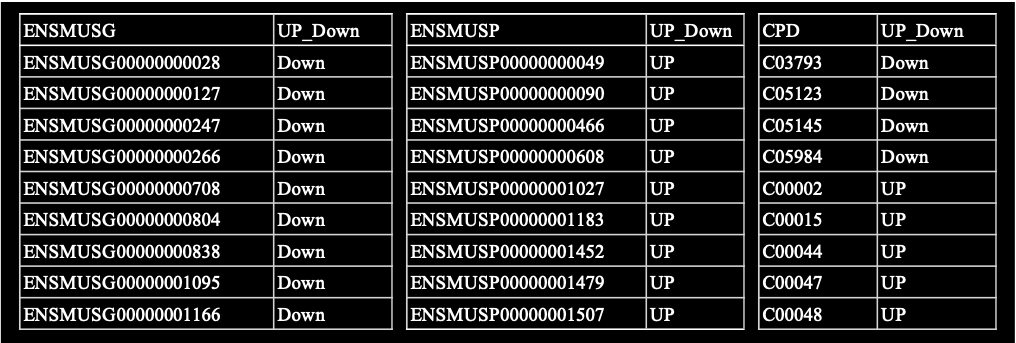 ENSMUSG UP_Down ENSMUSP UP_Down CPD UP_Down
ENSMUSG00000000028 Down ENSMUSP00000000049 UP C03793 Down
ENSMUSG00000000127 Down ENSMUSP00000000090 UP C05123 Down
ENSMUSG00000000247 Down ENSMUSP00000000466 UP C05145 Down
ENSMUSG00000000266 Down ENSMUSP00000000608 UP C05984 Down
ENSMUSG00000000708 Down ENSMUSP00000001027 UP C00002 UP
ENSMUSG00000000804 Down ENSMUSP00000001183 UP C00015 UP
ENSMUSG00000000838 Down ENSMUSP00000001452 UP C00044 UP
ENSMUSG00000001095 Down ENSMUSP00000001479 UP C00047 UP
ENSMUSG00000001166 Down ENSMUSP00000001507 UP C00048 UP